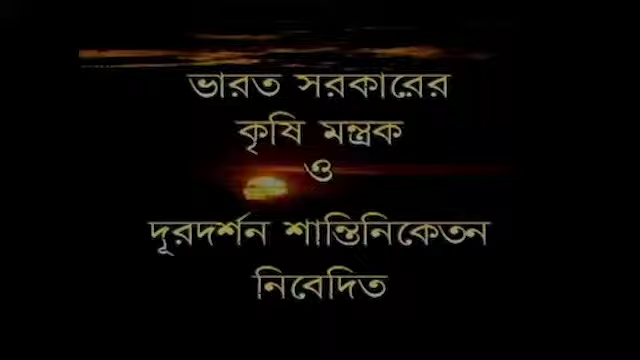 ভারত সরকারের
কৃষি মন্ত্রক
ও
দূরদর্শন শান্তিনিকেতন
নিবেদিত